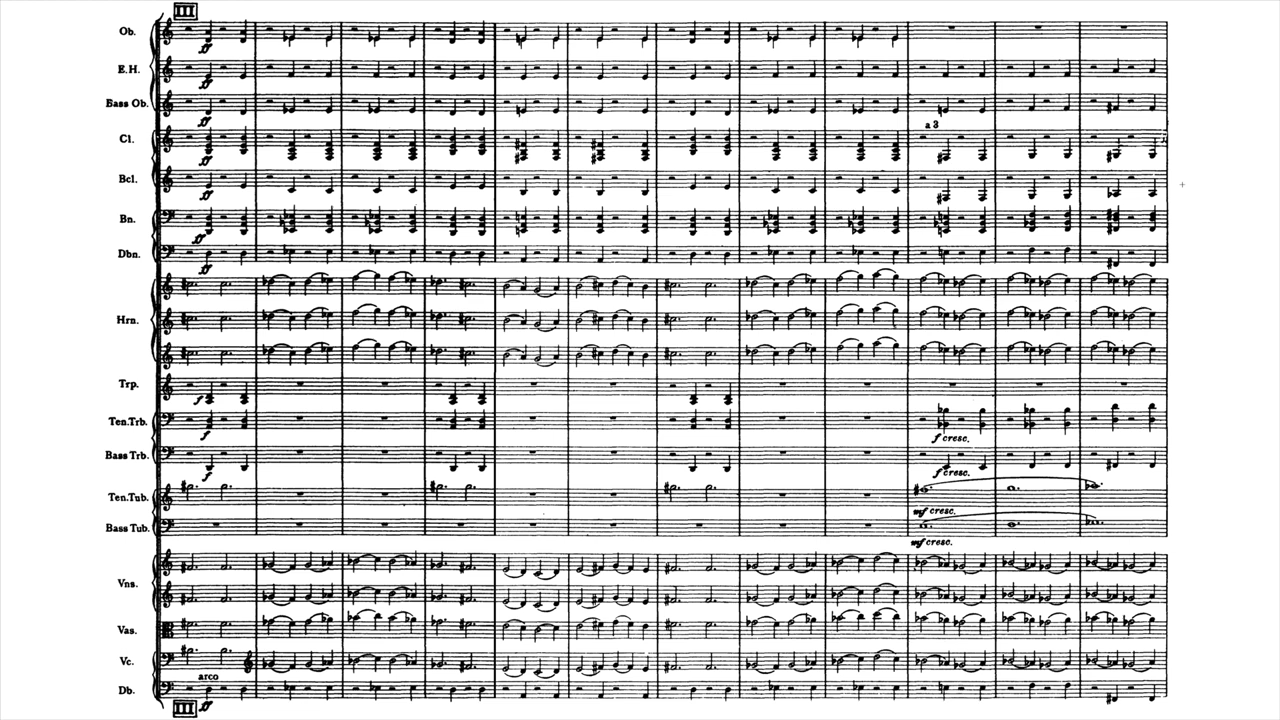 III
Ob.
ff
E.H.
ff
Bass Ob.
ff
a 3
Cl.
ff
Bcl.
ff
Bn.
ff
Dbn.
ff
Hrn.
Trp.
f
Ten.Trb.
f
f cresc.
Bass Trb.
f
f cresc.
Ten.Tub.
mf cresc.
Bass Tub.
mf cresc.
Vns.
Vas.
Vc.
arco
Db.
III
ff